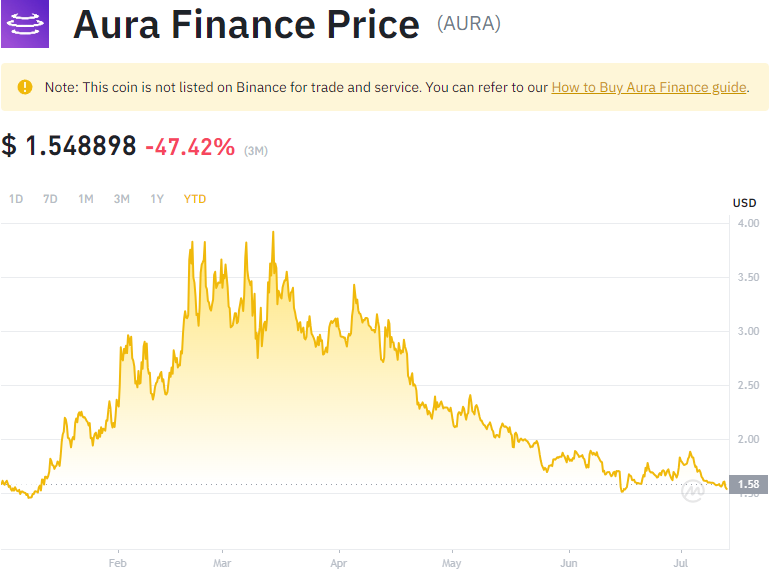 Aura Finance Price (AURA)
Note: This coin is not listed on Binance for trade and service. You can refer to our How to Buy Aura Finance guide.
$ 1.548898 -47.42% (3M)
1D 7D 1M 3M 1Y YTD
USD
4.00
3.50
3.00
2.50
2.00
1.58
Feb Mar Apr May Jun Jul